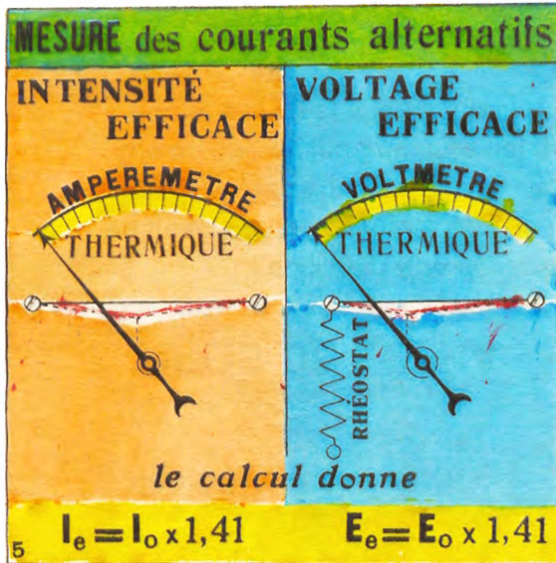 MESURE des courants alternatifs
INTENSITÉ
EFFICACE
AMPEREMETRE
THERMIQUE
VOLTAGE
EFFICACE
VOLTMETRE
THERMIQUE
RHÉOSTAT
le calcul donne
Ie = Io x 1,41
Ee = Eo x 1,41
5